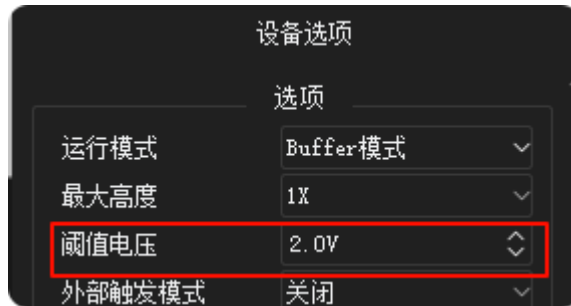 设备选项
选项
运行模式 Buffer模式
最大高度 1X
阈值电压 2.0V
外部触发模式 关闭